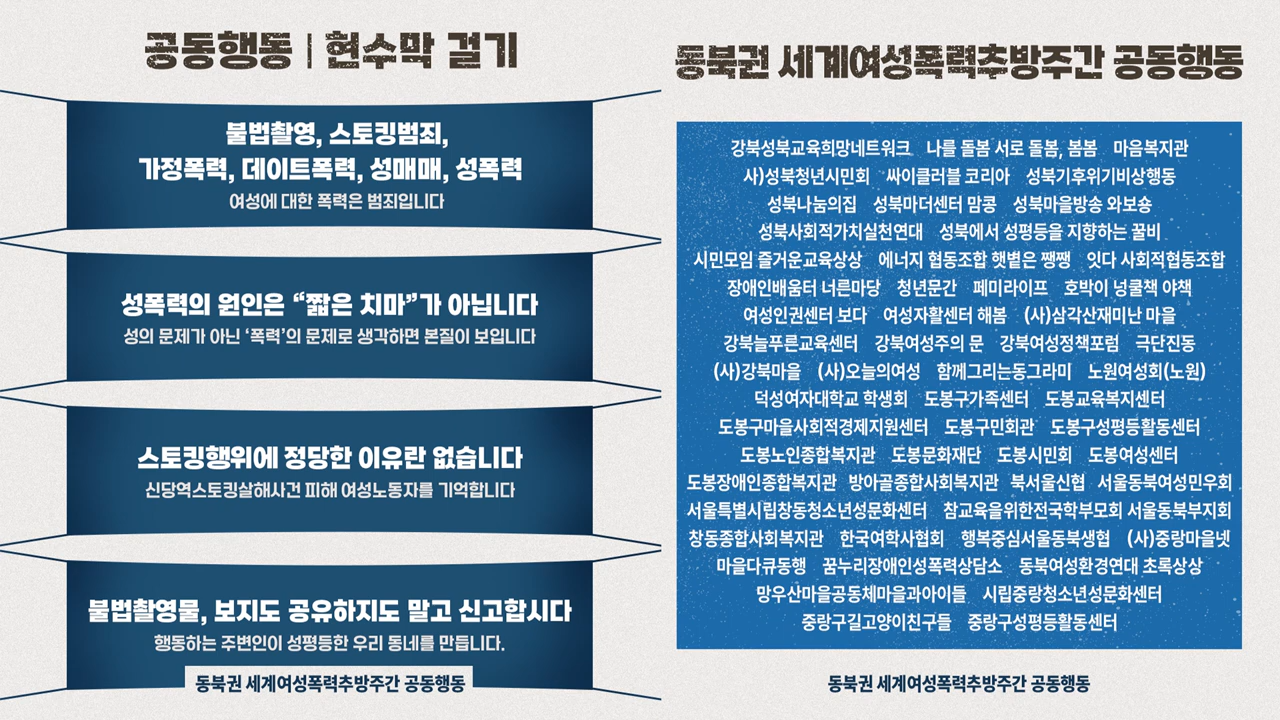 공동행동 | 현수막 걸기
불법촬영, 스토킹범죄,
가정폭력, 데이트폭력, 성매매, 성폭력
여성에 대한 폭력은 범죄입니다
성폭력의 원인은 “짧은 치마”가 아닙니다
성의 문제가 아닌 ‘폭력’의 문제로 생각하면 본질이 보입니다
스토킹행위에 정당한 이유란 없습니다
신당역스토킹살해사건 피해 여성노동자를 기억합니다
불법촬영물, 보지도 공유하지도 말고 신고합시다
행동하는 주변인이 성평등한 우리 동네를 만듭니다.
동북권 세계여성폭력추방주간 공동행동
동북권 세계여성폭력추방주간 공동행동
강북성북교육희망네트워크 나를 돌봄 서로 돌봄, 봄봄 마음복지관
사)성북청년시민회 싸이클러블 코리아 성북기후위기비상행동
성북나눔의집 성북마더센터 맘콩 성북마을방송 와보숑
성북사회적가치실천연대 성북에서 성평등을 지향하는 꿀비
시민모임 즐거운교육상상 에너지 협동조합 햇볕은 쨍쨍 잇다 사회적협동조합
장애인배움터 너른마당 청년문간 페미라이프 호박이 넝쿨책 야책
여성인권센터 보다 여성자활센터 해봄 (사)삼각산재미난 마을
강북늘푸른교육센터 강북여성주의 문 강북여성정책포럼 극단진동
(사)강북마을 (사)오늘의여성 함께그리는동그라미 노원여성회(노원)
덕성여자대학교 학생회 도봉구가족센터 도봉교육복지센터
도봉구마을사회적경제지원센터 도봉구민회관 도봉구성평등활동센터
도봉노인종합복지관 도봉문화재단 도봉시민회 도봉여성센터
도봉장애인종합복지관 방아골종합사회복지관 북서울신협 서울동북여성민우회
서울특별시립창동청소년성문화센터 참교육을위한전국학부모회 서울동북부지회
창동종합사회복지관 한국여학사협회 행복중심서울동북생협 (사)중랑마을넷
마을다큐동행 꿈누리장애인성폭력상담소 동북여성환경연대 초록상상
망우산마을공동체마을과아이들 시립중랑청소년성문화센터
중랑구길고양이친구들 중랑구성평등활동센터
동북권 세계여성폭력추방주간 공동행동